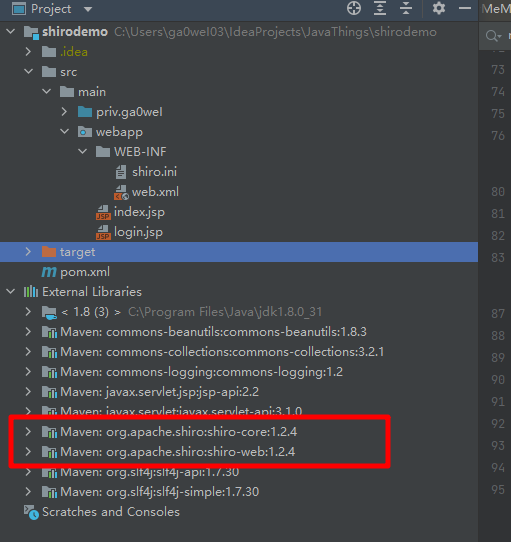 Project
MeM
shirodemo C:\Users\ga0weI03\IdeaProjects\JavaThings\shirodemo
.idea
src
main
priv.ga0weI
webapp
WEB-INF
shiro.ini
web.xml
index.jsp
login.jsp
target
pom.xml
External Libraries
< 1.8 (3) > C:\Program Files\Java\jdk1.8.0_31
Maven: commons-beanutils:commons-beanutils:1.8.3
Maven: commons-collections:commons-collections:3.2.1
Maven: commons-logging:commons-logging:1.2
Maven: javax.servlet.jsp:jsp-api:2.2
Maven: javax.servlet:javax.servlet-api:3.1.0
Maven: org.apache.shiro:shiro-core:1.2.4
Maven: org.apache.shiro:shiro-web:1.2.4
Maven: org.slf4j:slf4j-api:1.7.30
Maven: org.slf4j:slf4j-simple:1.7.30
Scratches and Consoles
73
74
75
76
80
81
82
83
87
88
89
90
91
92
93
94
95